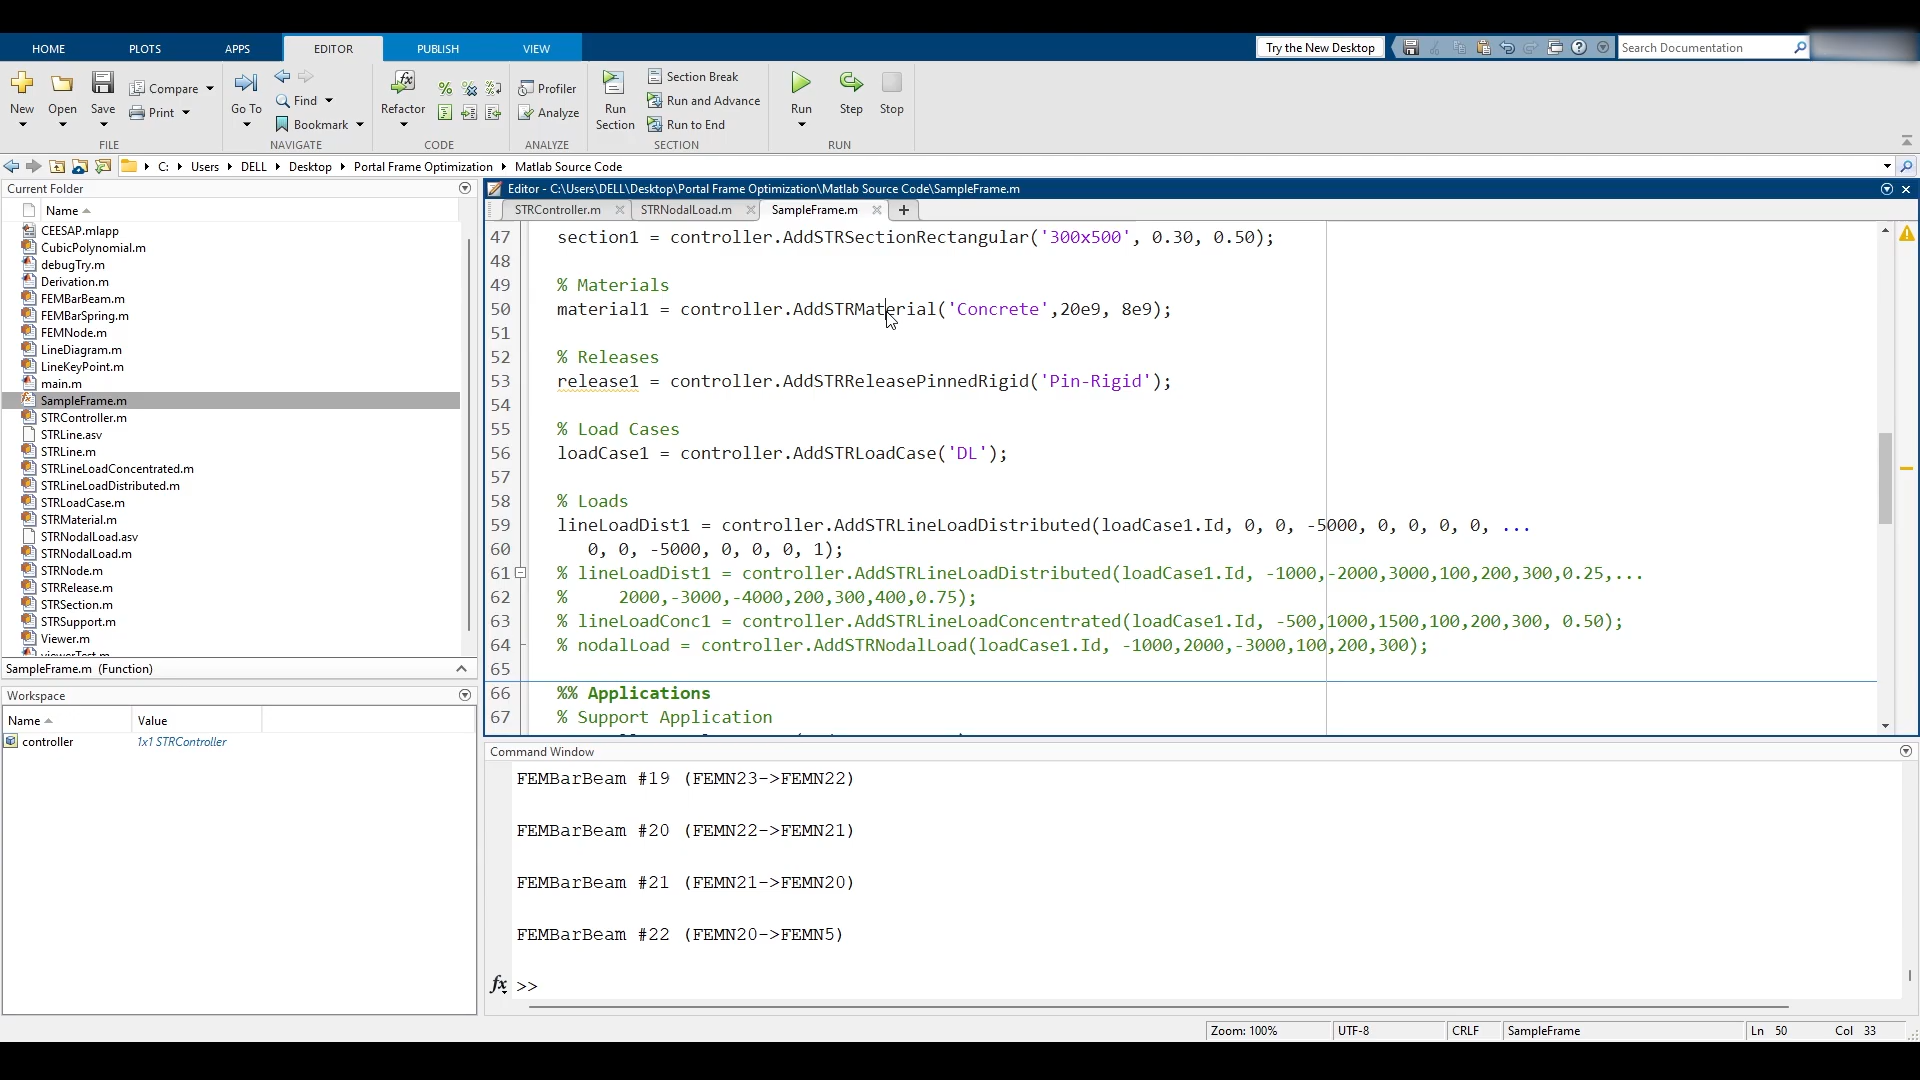 HOME PLOTS APPS EDITOR PUBLISH VIEW
Try the New Desktop
Search Documentation
New
Open
Save
Compare
Print
FILE
Go To
Find
Bookmark
NAVIGATE
Refactor
CODE
Profiler
Analyze
ANALYZE
Run
Section
Section Break
Run and Advance
Run to End
SECTION
Run
Step
Stop
RUN
C: Users DELL Desktop Portal Frame Optimization Matlab Source Code
Current Folder
Name
CEESAP.mlapp
CubicPolynomial.m
debugTry.m
Derivation.m
FEMBarBeam.m
FEMBarSpring.m
FEMNode.m
LineDiagram.m
LineKeyPoint.m
main.m
SampleFrame.m
STRController.m
STRLine.asv
STRLine.m
STRLineLoadConcentrated.m
STRLineLoadDistributed.m
STRLoadCase.m
STRMaterial.m
STRNodalLoad.asv
STRNodalLoad.m
STRNode.m
STRRelease.m
STRSection.m
STRSupport.m
Viewer.m
viewerTest.m
SampleFrame.m (Function)
Workspace
Name Value
controller 1x1 STRController
Editor - C:\Users\DELL\Desktop\Portal Frame Optimization\Matlab Source Code\SampleFrame.m
STRController.m STRNodalLoad.m SampleFrame.m
47 section1 = controller.AddSTRSectionRectangular('300x500', 0.30, 0.50);
48
49 % Materials
50 material1 = controller.AddSTRMaterial('Concrete',20e9, 8e9);
51
52 % Releases
53 release1 = controller.AddSTRReleasePinnedRigid('Pin-Rigid');
54
55 % Load Cases
56 loadCase1 = controller.AddSTRLoadCase('DL');
57
58 % Loads
59 lineLoadDist1 = controller.AddSTRLineLoadDistributed(loadCase1.Id, 0, 0, -5000, 0, 0, 0, 0, ...
60 0, 0, -5000, 0, 0, 0, 1);
61 % lineLoadDist1 = controller.AddSTRLineLoadDistributed(loadCase1.Id, -1000,-2000,3000,100,200,300,0.25,...
62 % 2000,-3000,-4000,200,300,400,0.75);
63 % lineLoadConc1 = controller.AddSTRLineLoadConcentrated(loadCase1.Id, -500,1000,1500,100,200,300, 0.50);
64 % nodalLoad = controller.AddSTRNodalLoad(loadCase1.Id, -1000,2000,-3000,100,200,300);
65
66 %% Applications
67 % Support Application
Command Window
FEMBarBeam #19 (FEMN23->FEMN22)
FEMBarBeam #20 (FEMN22->FEMN21)
FEMBarBeam #21 (FEMN21->FEMN20)
FEMBarBeam #22 (FEMN20->FEMN5)
fx >>
Zoom: 100% UTF-8 CRLF SampleFrame Ln 50 Col 33